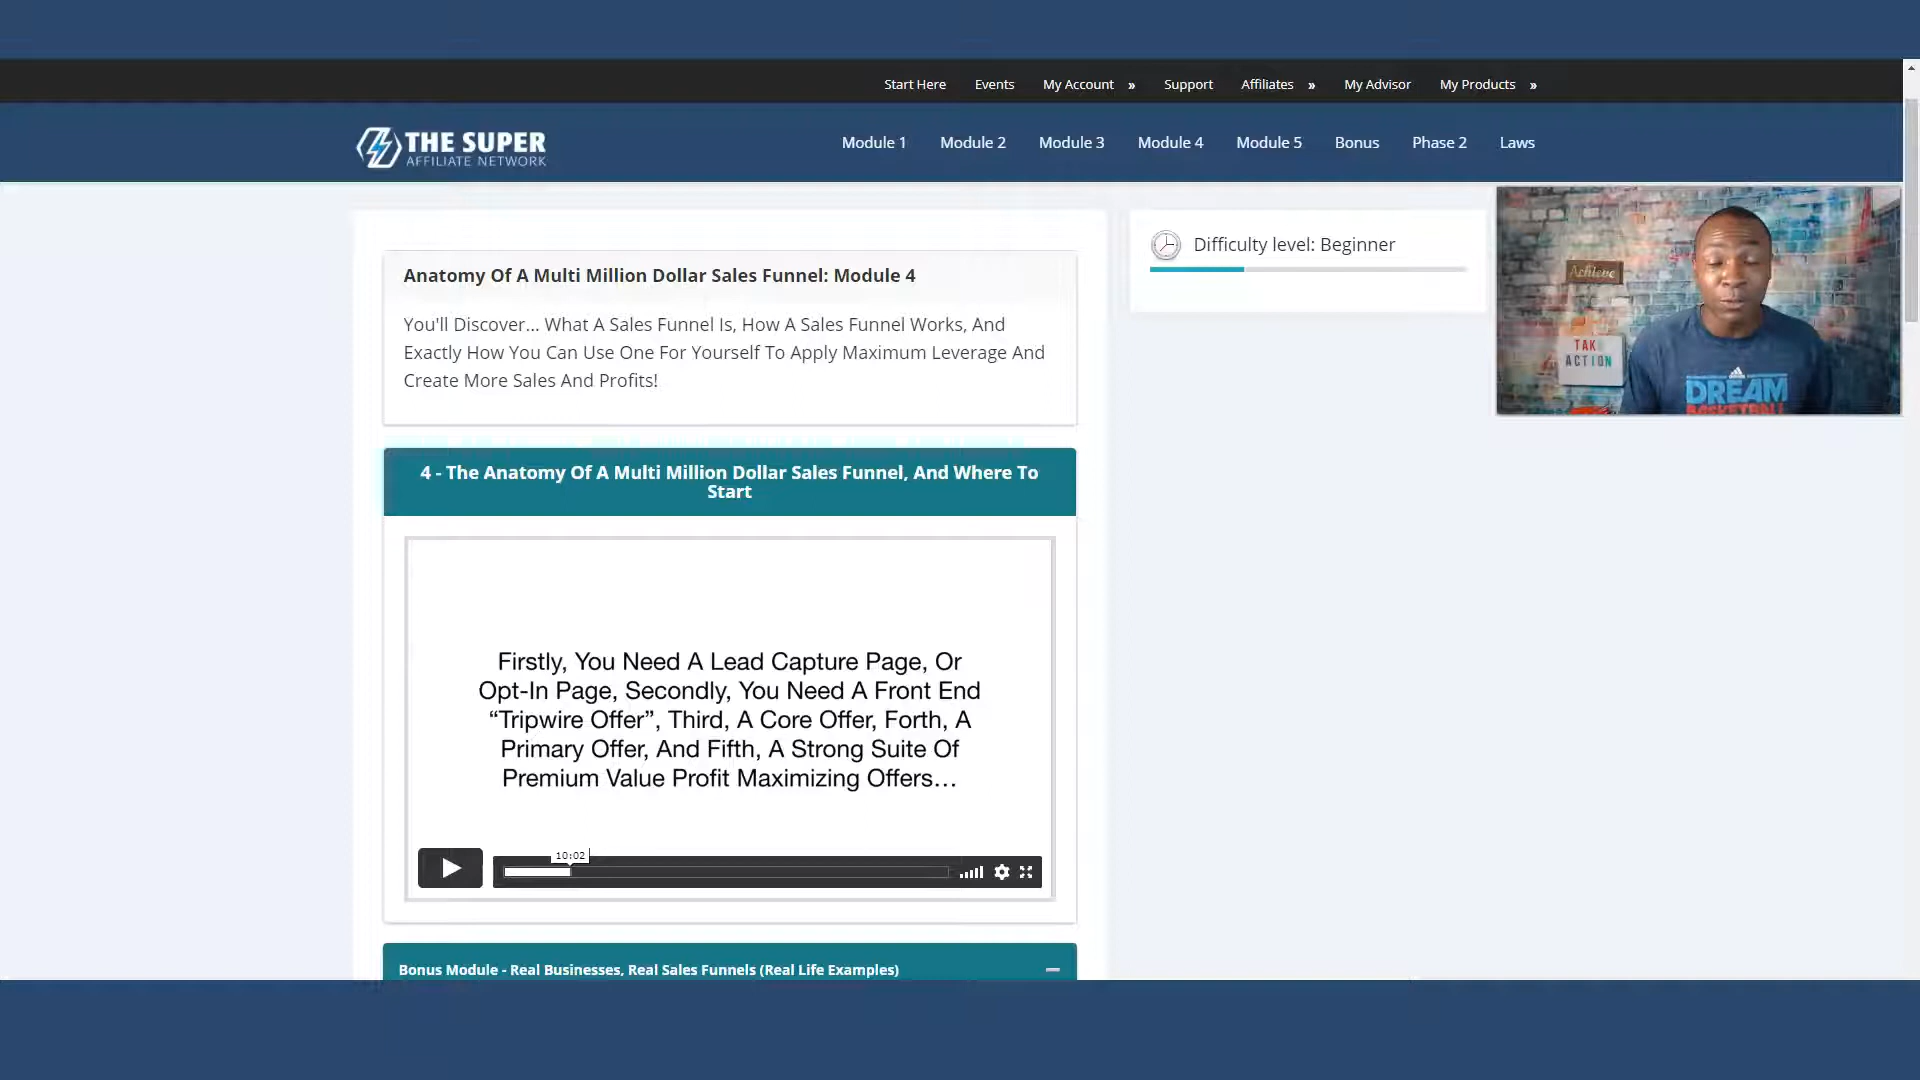 Start Here Events My Account » Support Affiliates » My Advisor My Products »
THE SUPER
AFFILIATE NETWORK
Module 1 Module 2 Module 3 Module 4 Module 5 Bonus Phase 2 Laws
Anatomy Of A Multi Million Dollar Sales Funnel: Module 4
You'll Discover... What A Sales Funnel Is, How A Sales Funnel Works, And
Exactly How You Can Use One For Yourself To Apply Maximum Leverage And
Create More Sales And Profits!
Difficulty level: Beginner
Achieve
TAK
ACTION
DREAM
BASKETBALL
4 - The Anatomy Of A Multi Million Dollar Sales Funnel, And Where To
Start
Firstly, You Need A Lead Capture Page, Or
Opt-In Page, Secondly, You Need A Front End
“Tripwire Offer”, Third, A Core Offer, Forth, A
Primary Offer, And Fifth, A Strong Suite Of
Premium Value Profit Maximizing Offers…
10:02
Bonus Module - Real Businesses, Real Sales Funnels (Real Life Examples)